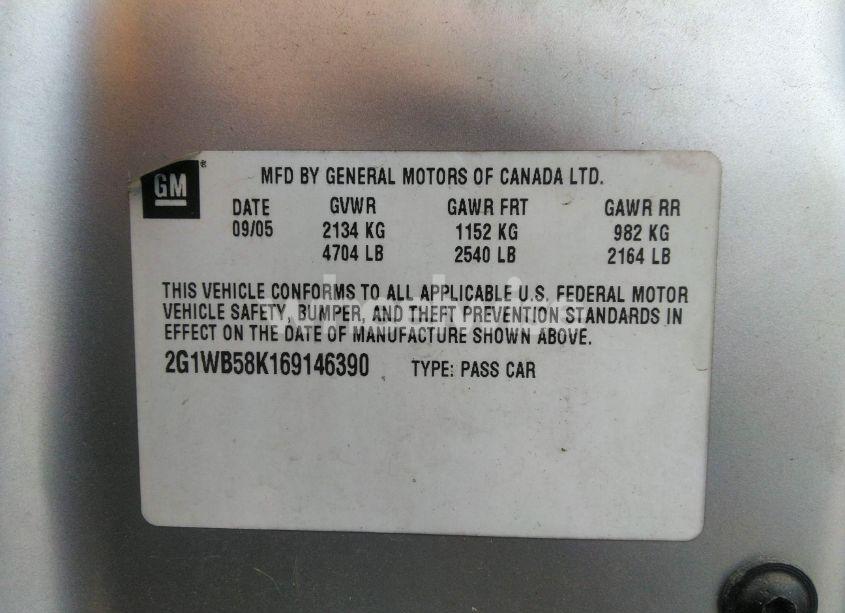 GM®
MFD BY GENERAL MOTORS OF CANADA LTD.
DATE GVWR GAWR FRT GAWR RR
09/05 2134 KG 1152 KG 982 KG
4704 LB 2540 LB 2164 LB
THIS VEHICLE CONFORMS TO ALL APPLICABLE U.S. FEDERAL MOTOR
VEHICLE SAFETY, BUMPER, AND THEFT PREVENTION STANDARDS IN
EFFECT ON THE DATE OF MANUFACTURE SHOWN ABOVE.
2G1WB58K169146390 TYPE: PASS CAR